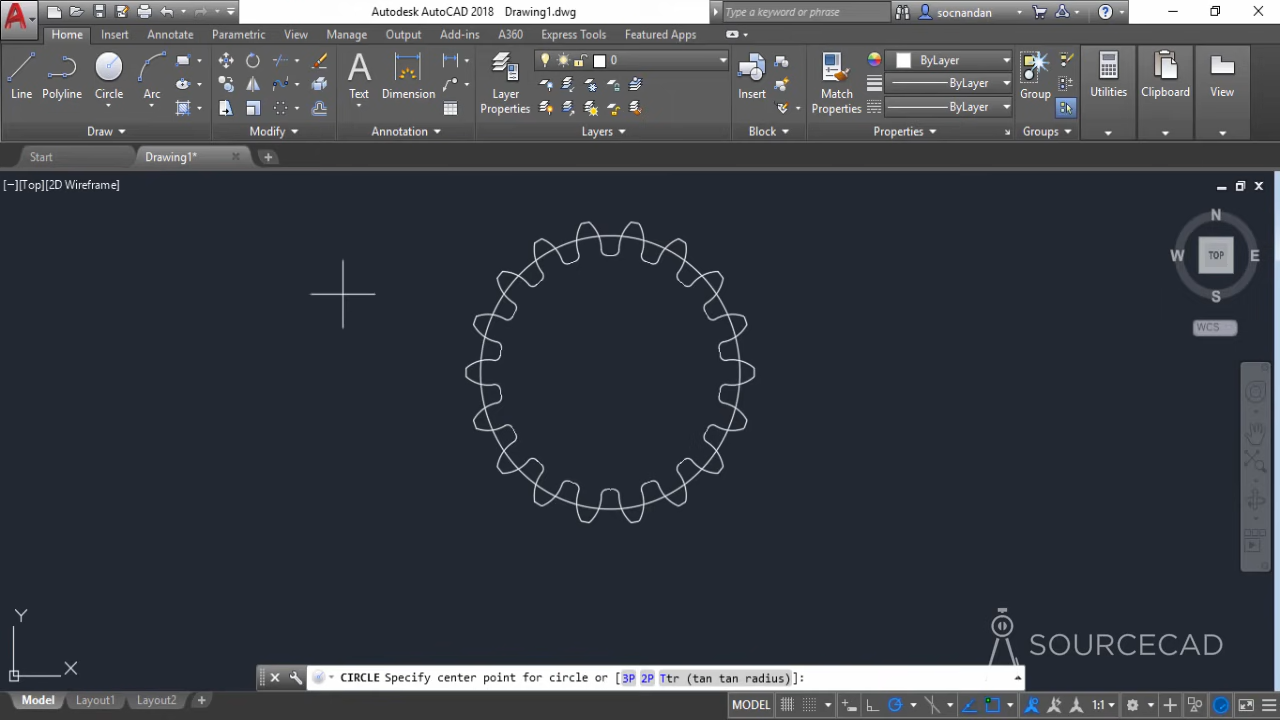 Autodesk AutoCAD 2018 Drawing1.dwg
Type a keyword or phrase
socnandan
Home Insert Annotate Parametric View Manage Output Add-ins A360 Express Tools Featured Apps
Line Polyline Circle Arc
Text Dimension
Layer Properties
0
Insert
Match Properties
ByLayer
ByLayer
ByLayer
Group
Utilities
Clipboard
View
Draw Modify Annotation Layers Block Properties Groups
Start Drawing1*
[−][Top][2D Wireframe]
N
W TOP E
S
WCS
Y
X
SOURCECAD
CIRCLE Specify center point for circle or [3P 2P Ttr (tan tan radius)]:
Model Layout1 Layout2
MODEL 1:1